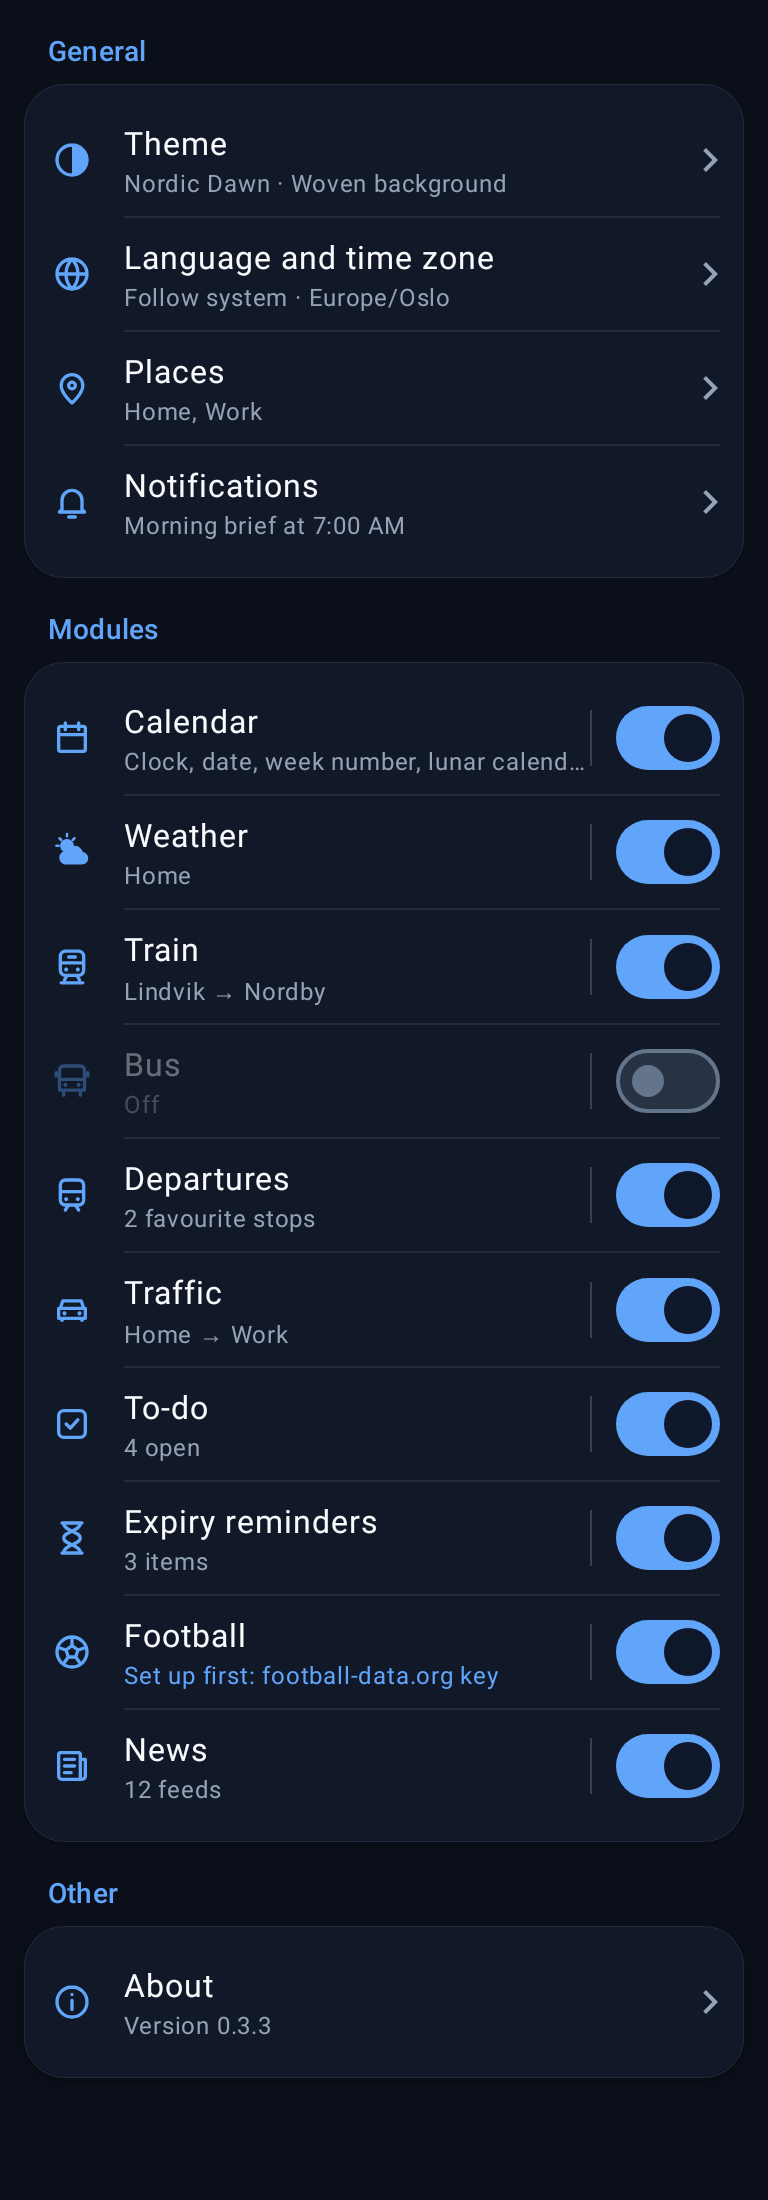 General
Theme
Nordic Dawn · Woven background
Language and time zone
Follow system · Europe/Oslo
Places
Home, Work
Notifications
Morning brief at 7:00 AM
Modules
Calendar
Clock, date, week number, lunar calend…
Weather
Home
Train
Lindvik → Nordby
Bus
Off
Departures
2 favourite stops
Traffic
Home → Work
To-do
4 open
Expiry reminders
3 items
Football
Set up first: football-data.org key
News
12 feeds
Other
About
Version 0.3.3